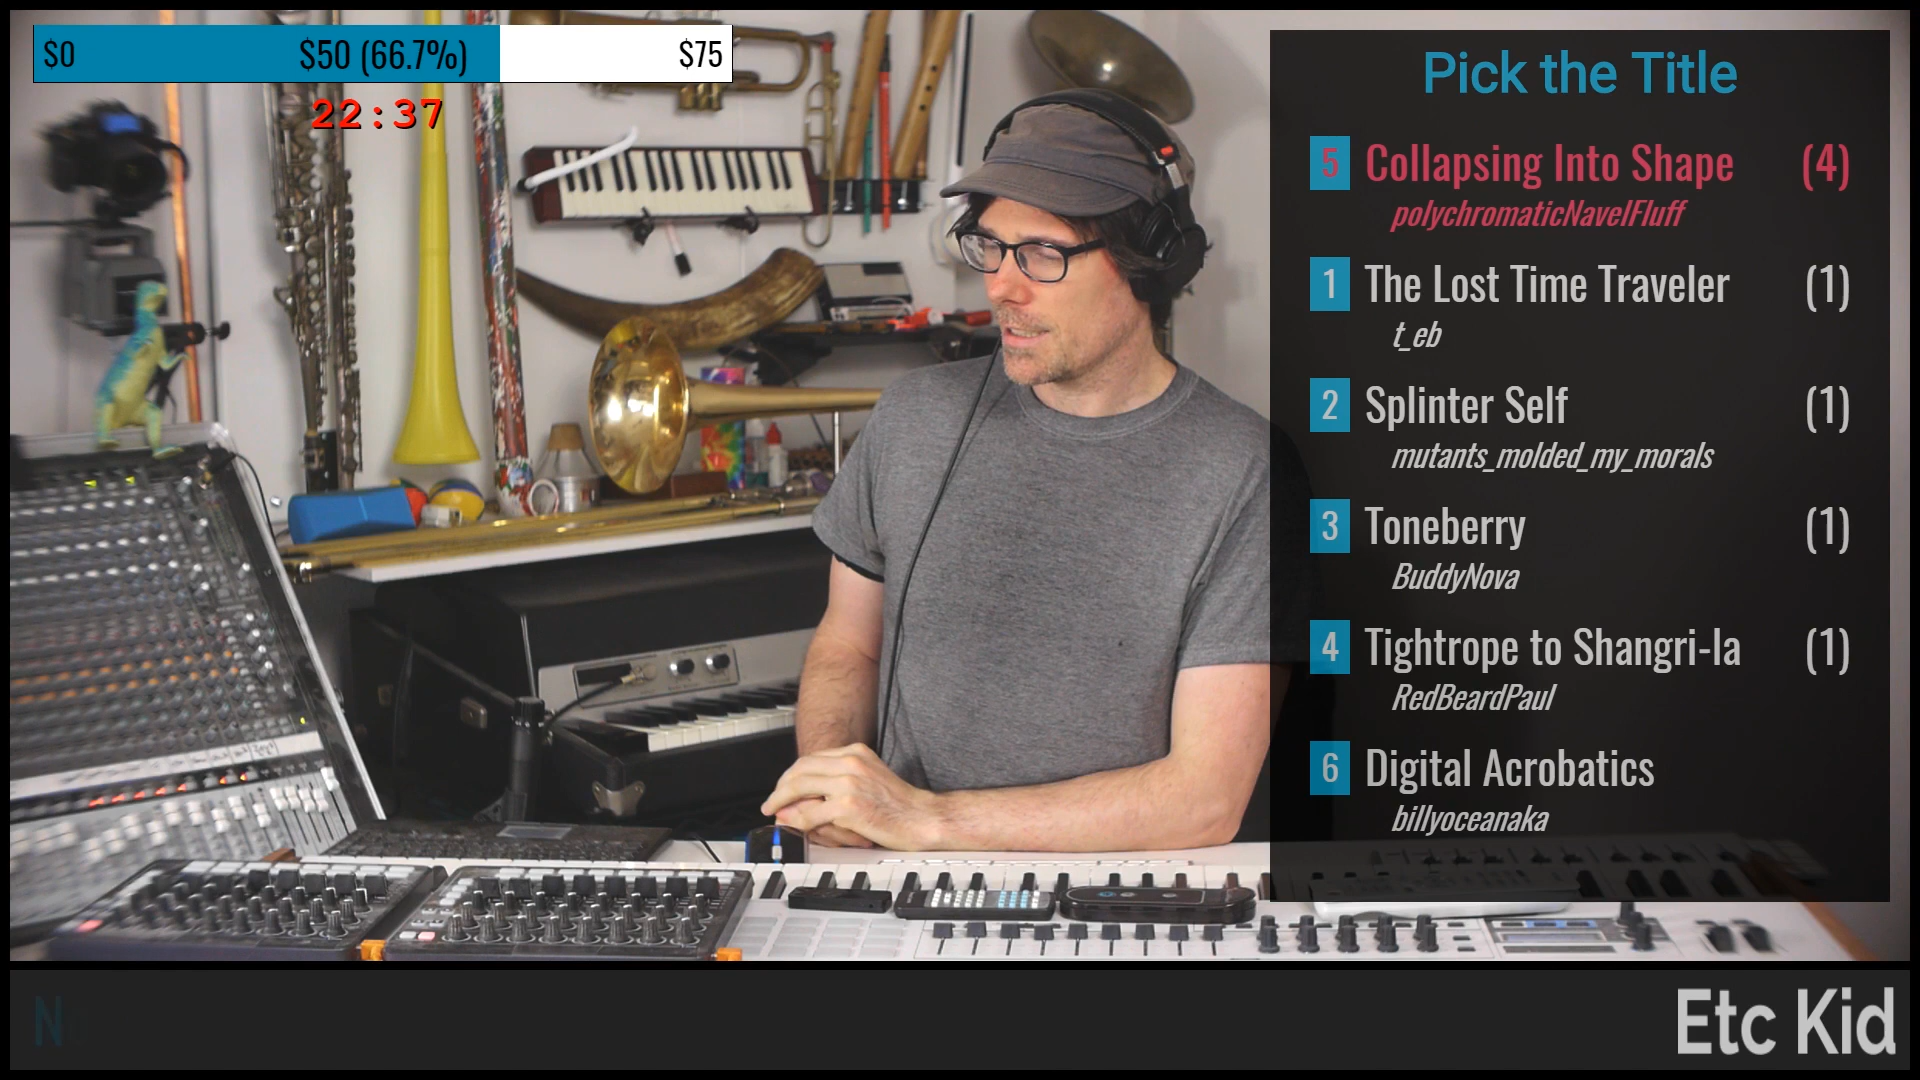 $0 $50 (66.7%) $75
22:37
Pick the Title
5 Collapsing Into Shape (4)
polychromaticNavelFluff
1 The Lost Time Traveler (1)
t_eb
2 Splinter Self (1)
mutants_molded_my_morals
3 Toneberry (1)
BuddyNova
4 Tightrope to Shangri-la (1)
RedBeardPaul
6 Digital Acrobatics
billyoceanaka
N
Etc Kid